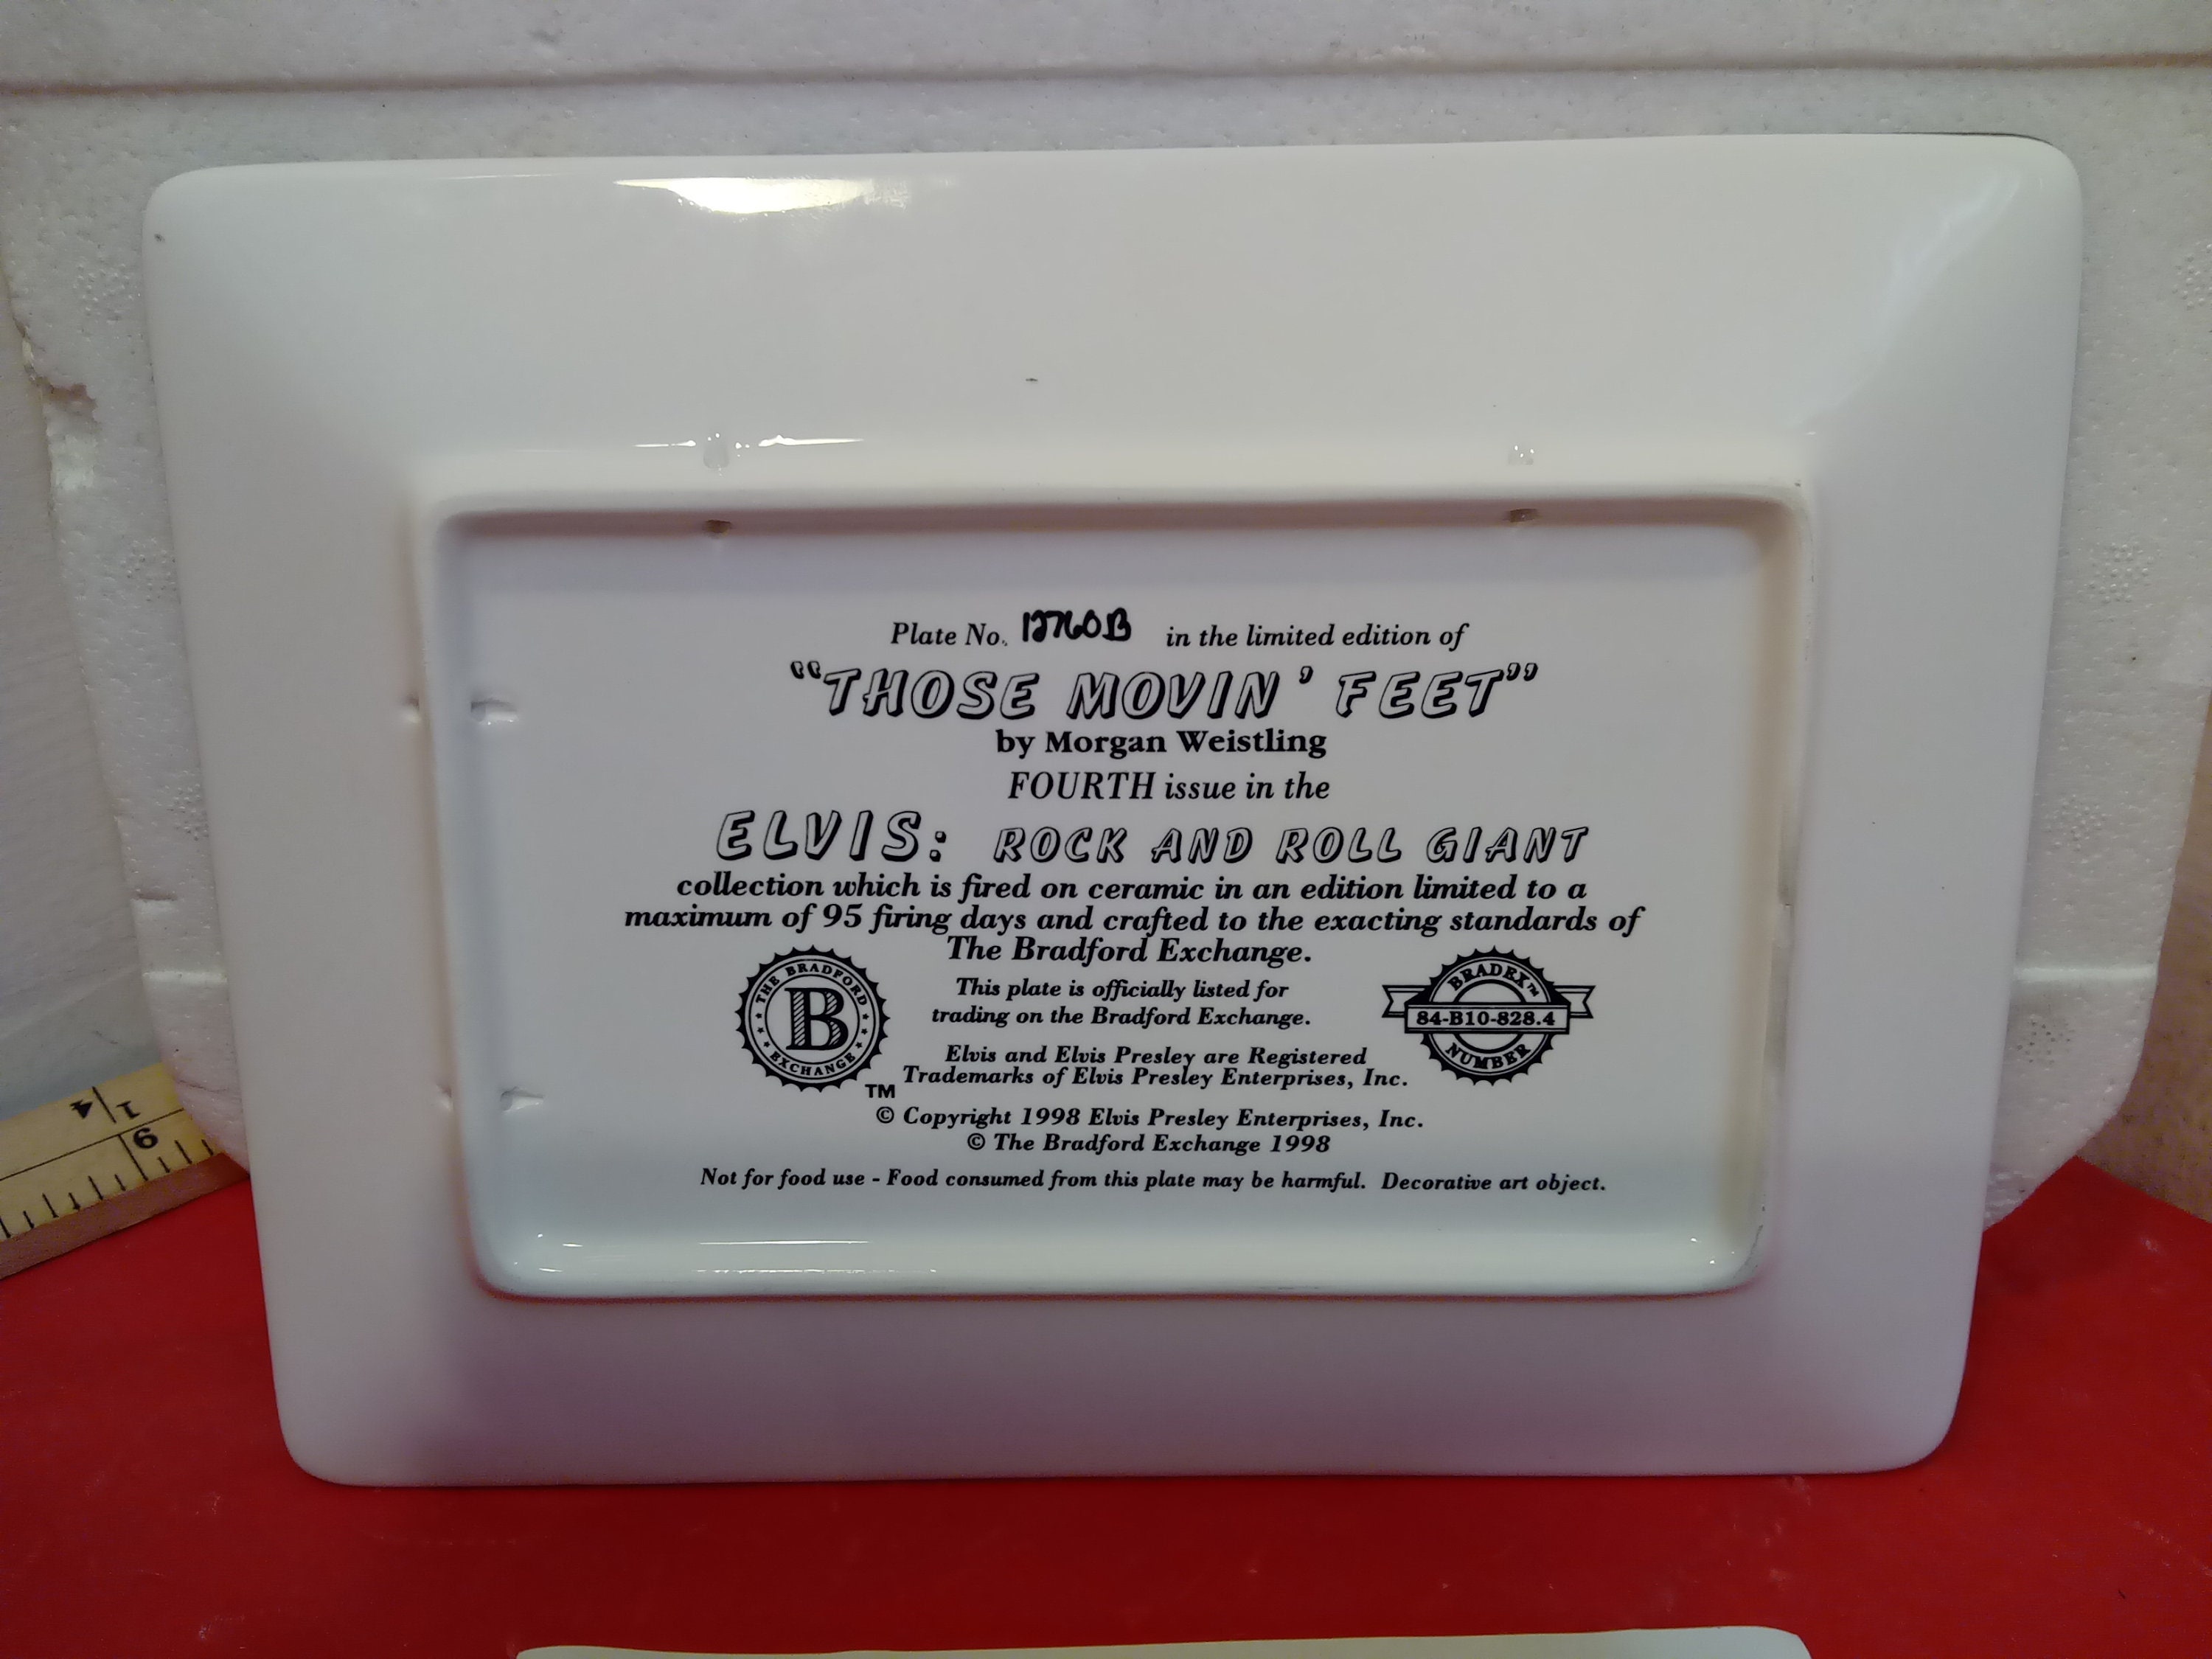 Plate No. 12760B in the limited edition of
“THOSE MOVIN’ FEET”
by Morgan Weistling
FOURTH issue in the
ELVIS: ROCK AND ROLL GIANT
collection which is fired on ceramic in an edition limited to a
maximum of 95 firing days and crafted to the exacting standards of
The Bradford Exchange.
THE BRADFORD
B
EXCHANGE
TM
This plate is officially listed for
trading on the Bradford Exchange.
BRADEX™
84-B10-828.4
NUMBER
Elvis and Elvis Presley are Registered
Trademarks of Elvis Presley Enterprises, Inc.
© Copyright 1998 Elvis Presley Enterprises, Inc.
© The Bradford Exchange 1998
Not for food use - Food consumed from this plate may be harmful. Decorative art object.
4
1
9